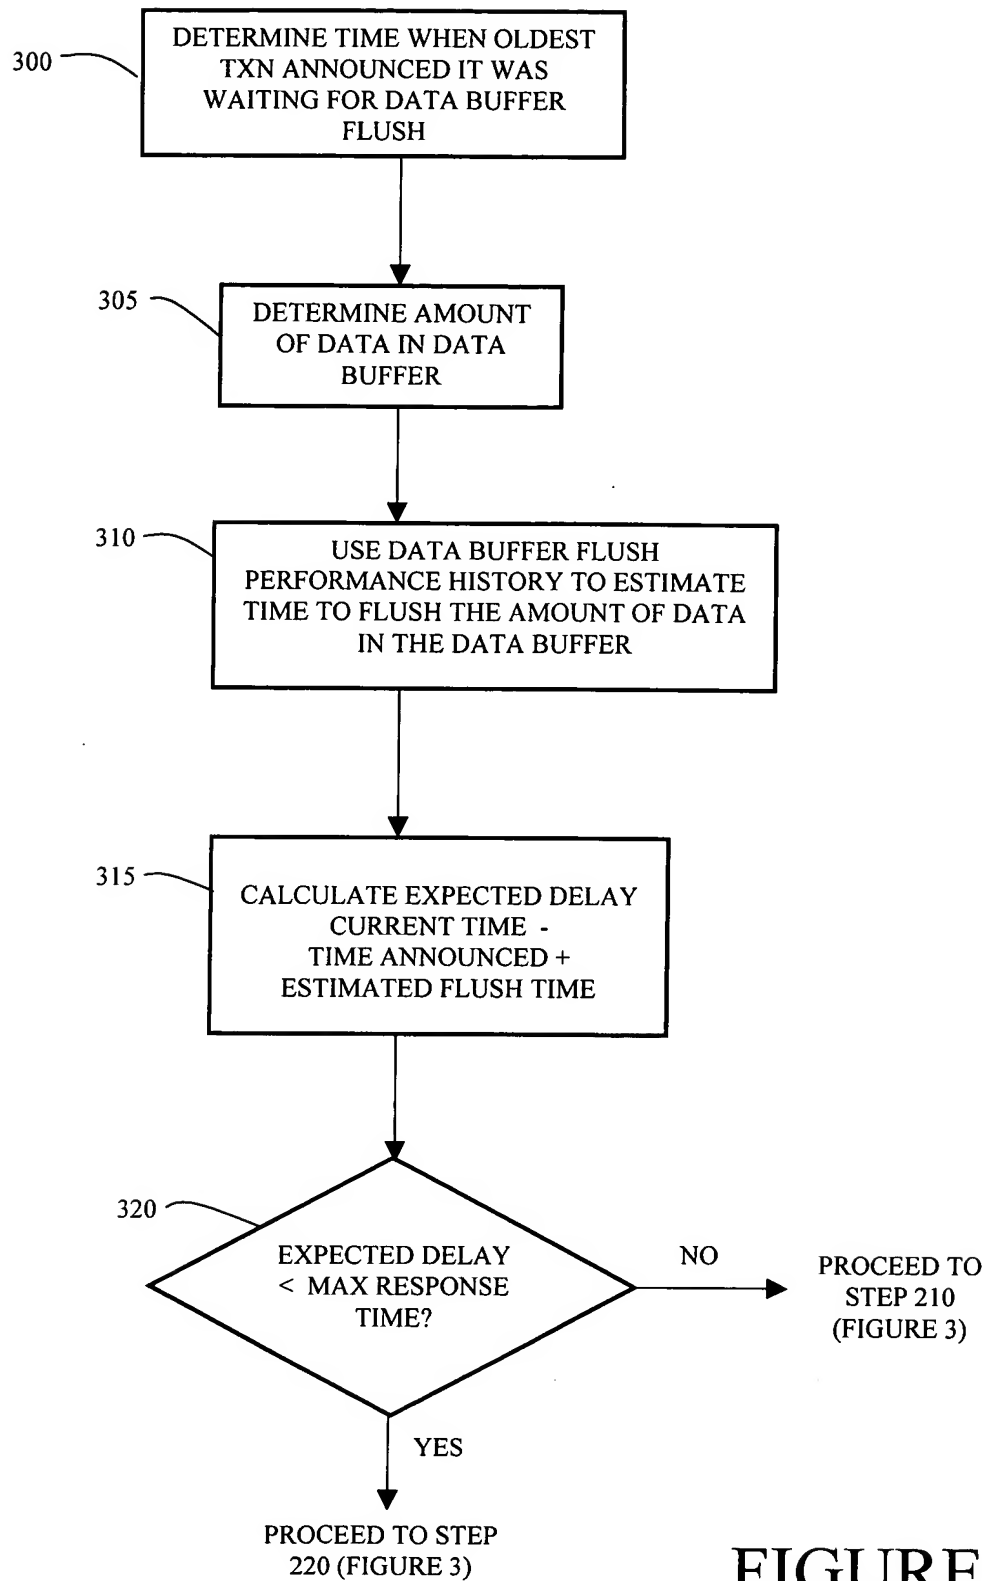 300
DETERMINE TIME WHEN OLDEST
TXN ANNOUNCED IT WAS
WAITING FOR DATA BUFFER
FLUSH
305
DETERMINE AMOUNT
OF DATA IN DATA
BUFFER
310
USE DATA BUFFER FLUSH
PERFORMANCE HISTORY TO ESTIMATE
TIME TO FLUSH THE AMOUNT OF DATA
IN THE DATA BUFFER
315
CALCULATE EXPECTED DELAY
CURRENT TIME -
TIME ANNOUNCED +
ESTIMATED FLUSH TIME
320
EXPECTED DELAY
< MAX RESPONSE
TIME?
NO
PROCEED TO
STEP 210
(FIGURE 3)
YES
PROCEED TO STEP
220 (FIGURE 3)
FIGURE